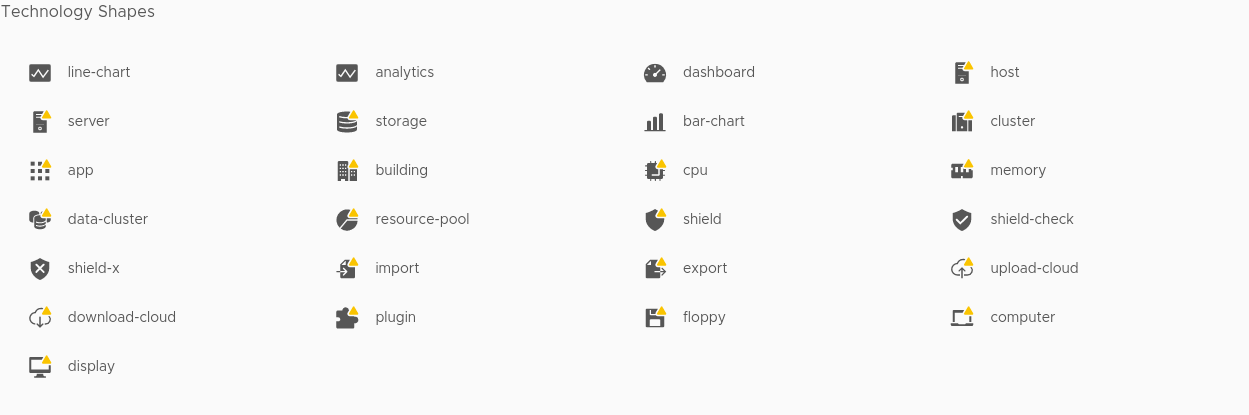 Technology Shapes
line-chart
analytics
dashboard
host
server
storage
bar-chart
cluster
app
building
cpu
memory
data-cluster
resource-pool
shield
shield-check
shield-x
import
export
upload-cloud
download-cloud
plugin
floppy
computer
display